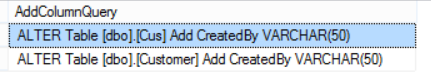 AddColumnQuery
ALTER Table [dbo].[Cus] Add CreatedBy VARCHAR(50)
ALTER Table [dbo].[Customer] Add CreatedBy VARCHAR(50)